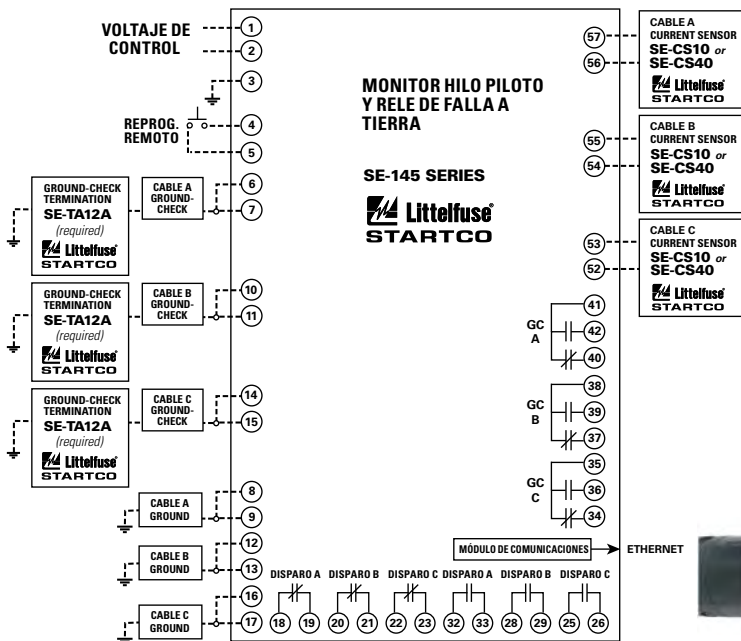 VOLTAJE DE
CONTROL
1
2
3
REPROG.
REMOTO
4
5
GROUND-CHECK
TERMINATION
SE-TA12A
(required)
Littelfuse®
STARTCO
CABLE A
GROUND-
CHECK
6
7
GROUND-CHECK
TERMINATION
SE-TA12A
(required)
Littelfuse®
STARTCO
CABLE B
GROUND-
CHECK
10
11
GROUND-CHECK
TERMINATION
SE-TA12A
(required)
Littelfuse®
STARTCO
CABLE C
GROUND-
CHECK
14
15
CABLE A
GROUND
8
9
CABLE B
GROUND
12
13
CABLE C
GROUND
16
17
MONITOR HILO PILOTO
Y RELE DE FALLA A
TIERRA
SE-145 SERIES
Littelfuse®
STARTCO
57
56
CABLE A
CURRENT SENSOR
SE-CS10 or
SE-CS40
Littelfuse®
STARTCO
55
54
CABLE B
CURRENT SENSOR
SE-CS10 or
SE-CS40
Littelfuse®
STARTCO
53
52
CABLE C
CURRENT SENSOR
SE-CS10 or
SE-CS40
Littelfuse®
STARTCO
GC
A
41
42
40
GC
B
38
39
37
GC
C
35
36
34
MÓDULO DE COMUNICACIONES
ETHERNET
DISPARO A DISPARO B DISPARO C DISPARO A DISPARO B DISPARO C
18 19 20 21 22 23 32 33 28 29 25 26